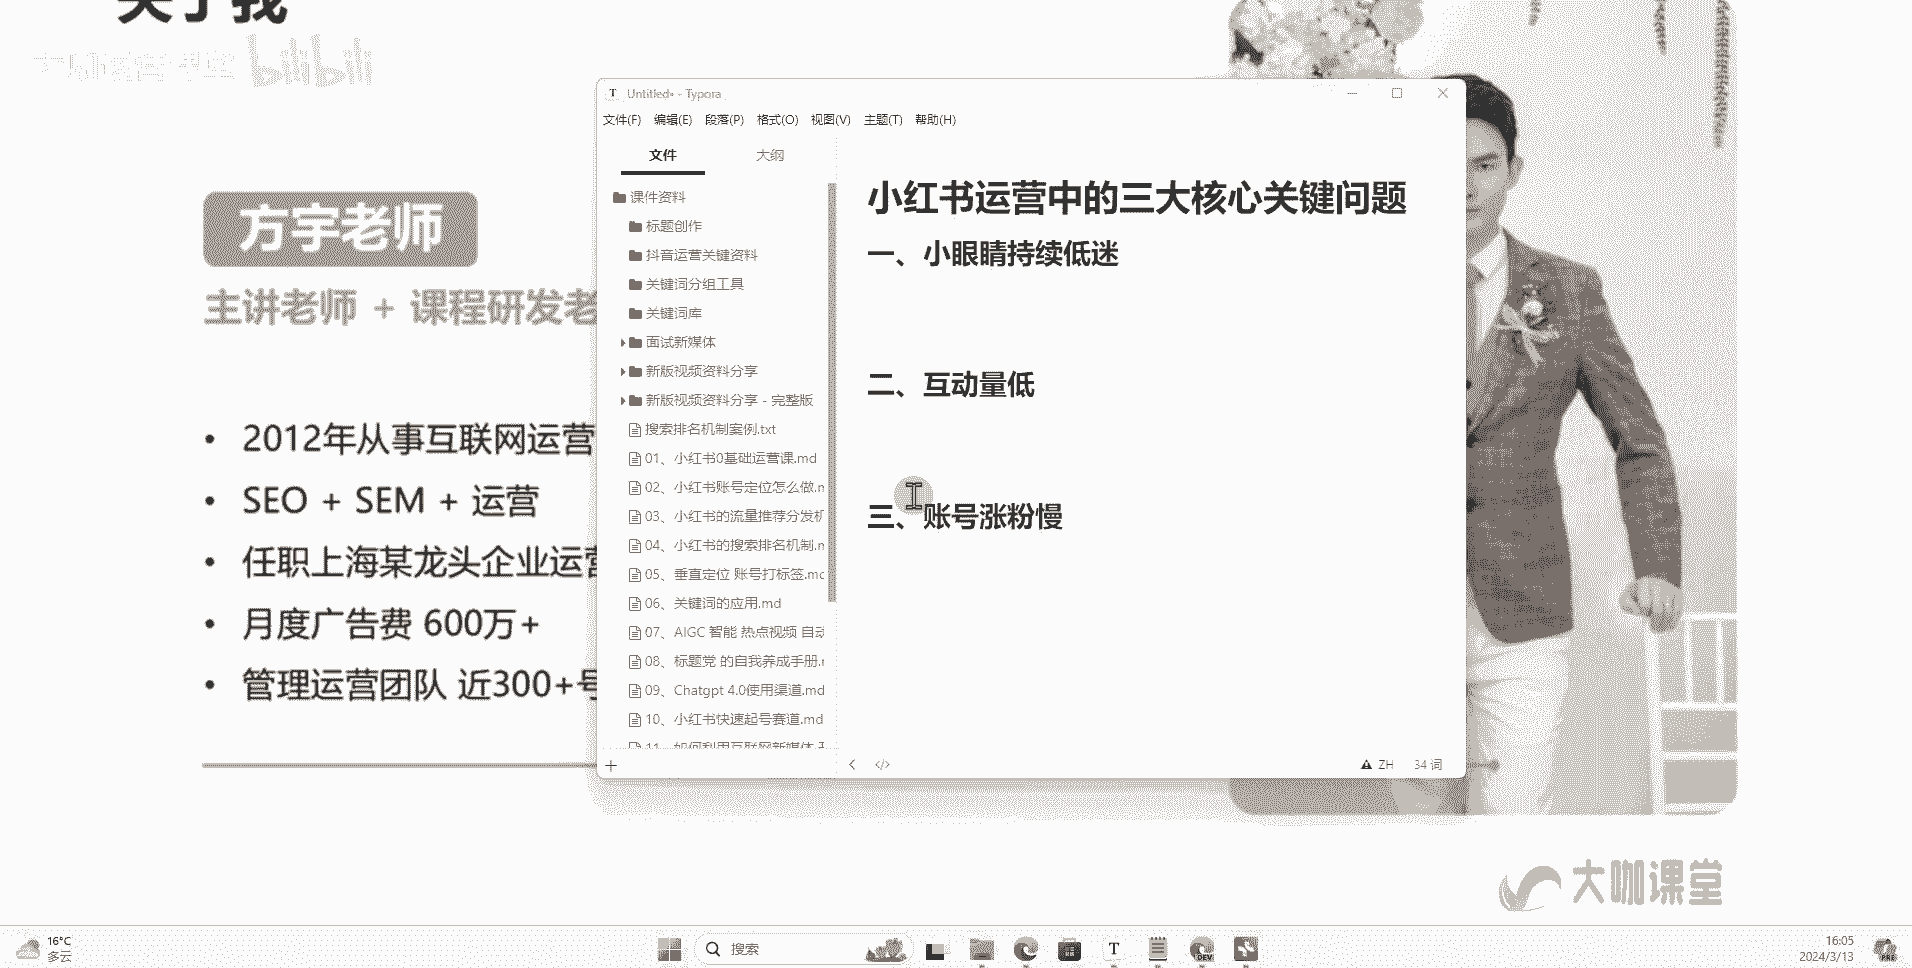 关于我
bilibili
方宇老师
主讲老师 + 课程研发老
• 2012年从事互联网运营
• SEO + SEM + 运营
• 任职上海某龙头企业运营
• 月度广告费 600万+
• 管理运营团队 近300+号
Untitled• - Typora
文件(F) 编辑(E) 段落(P) 格式(O) 视图(V) 主题(T) 帮助(H)
文件 大纲
课件资料
标题创作
抖音运营关键资料
关键词分组工具
关键词库
面试新媒体
新版视频资料分享
新版视频资料分享 - 完整版
搜索排名机制案例.txt
01、小红书0基础运营课.md
02、小红书账号定位怎么做.m
03、小红书的流量推荐分发机
04、小红书的搜索排名机制.m
05、垂直定位 账号打标签.mc
06、关键词的应用.md
07、AIGC 智能 热点视频 自动
08、标题党 的自我养成手册.m
09、Chatgpt 4.0使用渠道.md
10、小红书快速起号赛道.md
11、如何利用互联网新媒体
小红书运营中的三大核心关键问题
一、小眼睛持续低迷
二、互动量低
三、账号涨粉慢
ZH 34 词
大咖课堂
16°C
多云
搜索
T
DEV
16:05
2024/3/13
PRE